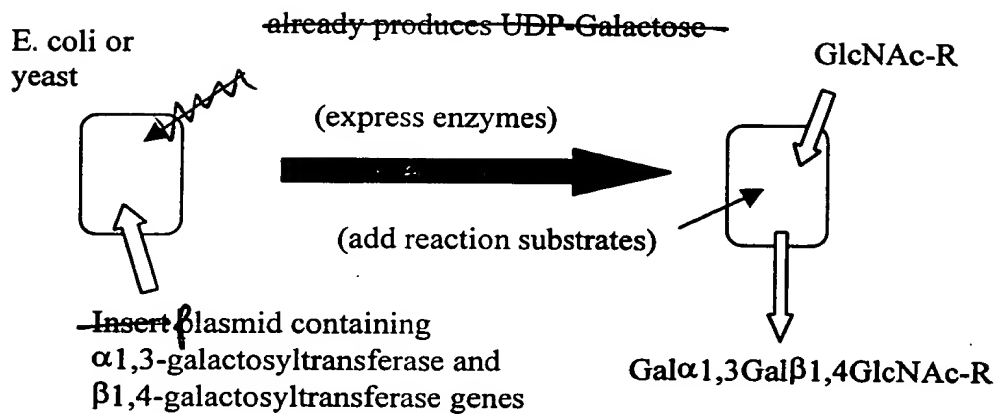 already produces UDP-Galactose
E. coli or
yeast
GlcNAc-R
(express enzymes)
(add reaction substrates)
Insert plasmid containing
α1,3-galactosyltransferase and
β1,4-galactosyltransferase genes
Galα1,3Galβ1,4GlcNAc-R